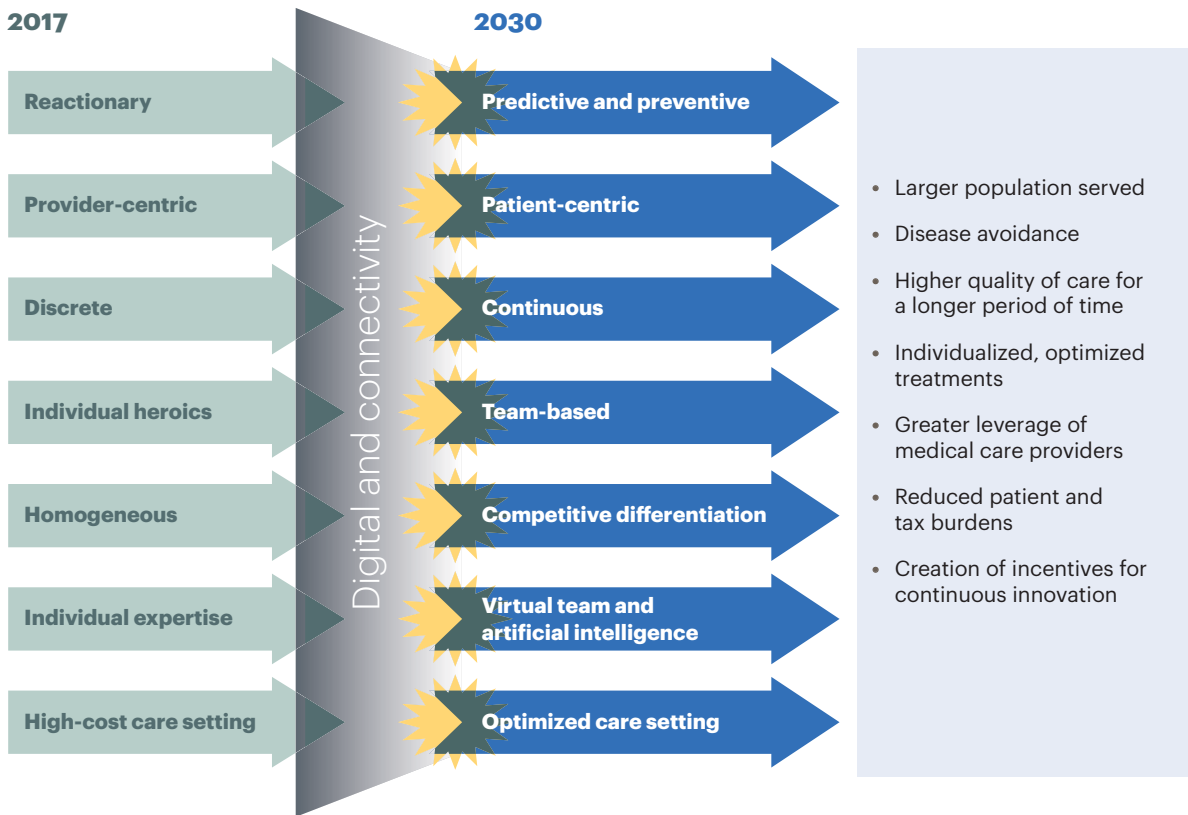 2017
2030
Reactionary
Predictive and preventive
Provider-centric
Patient-centric
Discrete
Continuous
Individual heroics
Team-based
Homogeneous
Competitive differentiation
Individual expertise
Virtual team and
artificial intelligence
High-cost care setting
Optimized care setting
Digital and connectivity
• Larger population served
• Disease avoidance
• Higher quality of care for
a longer period of time
• Individualized, optimized
treatments
• Greater leverage of
medical care providers
• Reduced patient and
tax burdens
• Creation of incentives for
continuous innovation